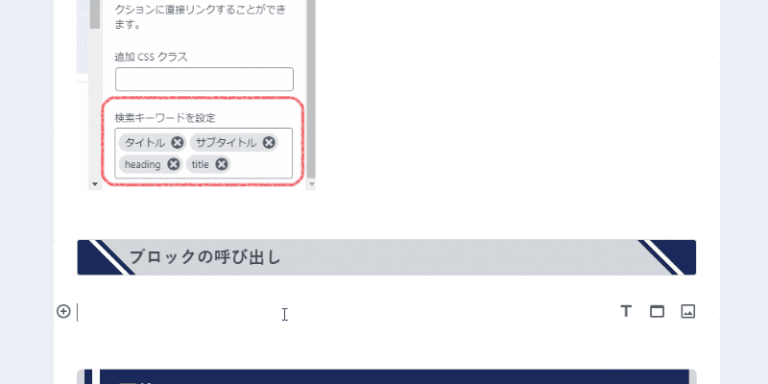 クションに直接リンクすることができ
ます。
追加 CSS クラス
検索キーワードを設定
タイトル サブタイトル
heading title
ブロックの呼び出し